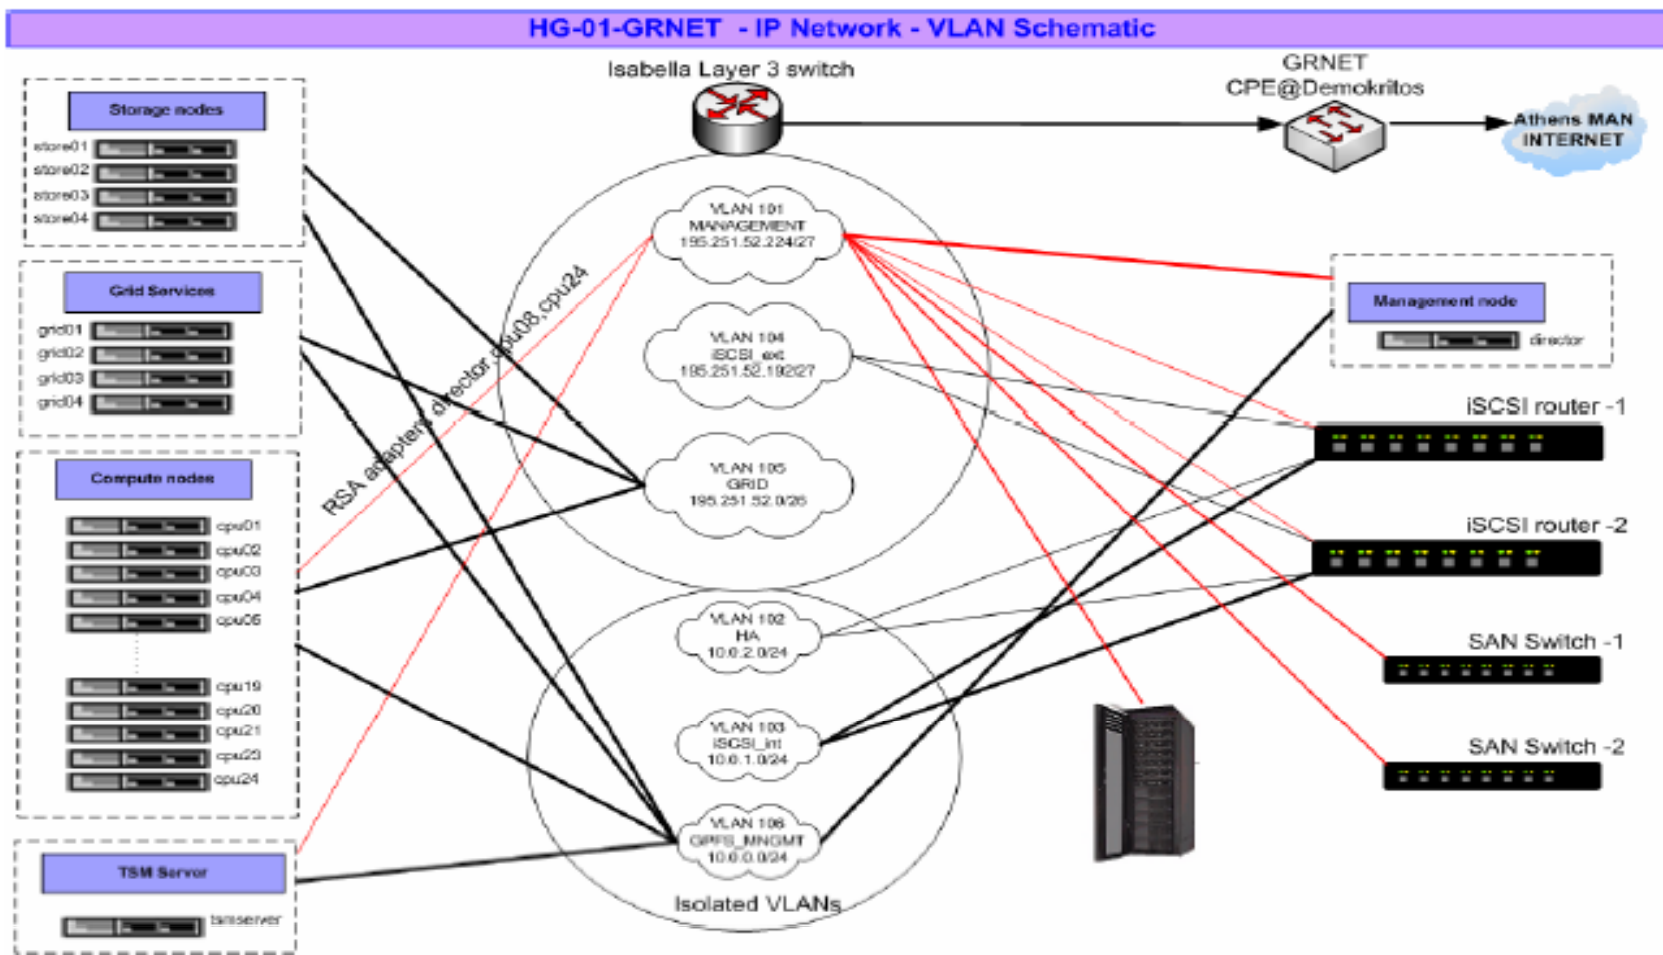 HG-01-GRNET - IP Network - VLAN Schematic
Isabella Layer 3 switch
GRNET
CPE@Demokritos
Athens MAN
INTERNET
Storage nodes
store01
store02
store03
store04
Grid Services
grid01
grid02
grid03
grid04
Compute nodes
cpu01
cpu02
cpu03
cpu04
cpu05
cpu19
cpu20
cpu21
cpu23
cpu24
TSM Server
tsmserver
RSA adapters director,cpu08,cpu24
VLAN 101
MANAGEMENT
195.251.52.224/27
VLAN 104
iSCSI_ext
195.251.52.192/27
VLAN 105
GRID
195.251.52.0/26
VLAN 102
HA
10.0.2.0/24
VLAN 103
iSCSI_int
10.0.1.0/24
VLAN 106
GPFS_MNGMT
10.0.0.0/24
Isolated VLANs
Management node
director
iSCSI router -1
iSCSI router -2
SAN Switch -1
SAN Switch -2